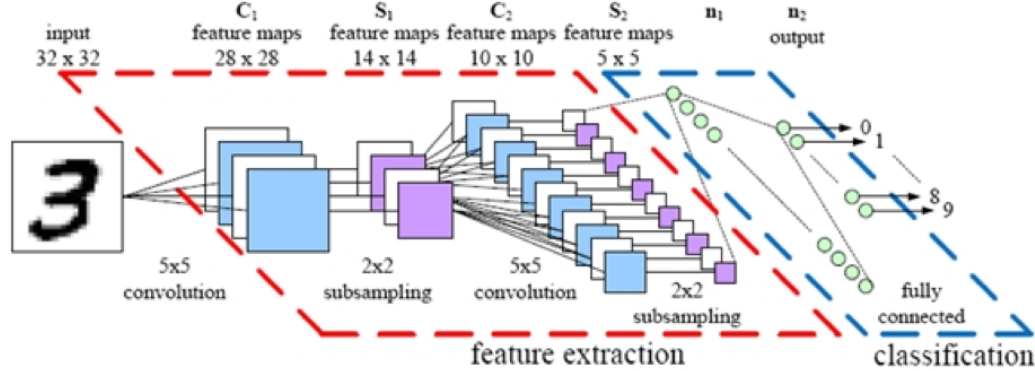 C1 S1 C2 S2 n1 n2
input feature maps feature maps feature maps feature maps output
32 x 32 28 x 28 14 x 14 10 x 10 5 x 5
0
1
8
9
5x5 2x2 5x5 2x2 fully
convolution subsampling convolution subsampling connected
feature extraction classification